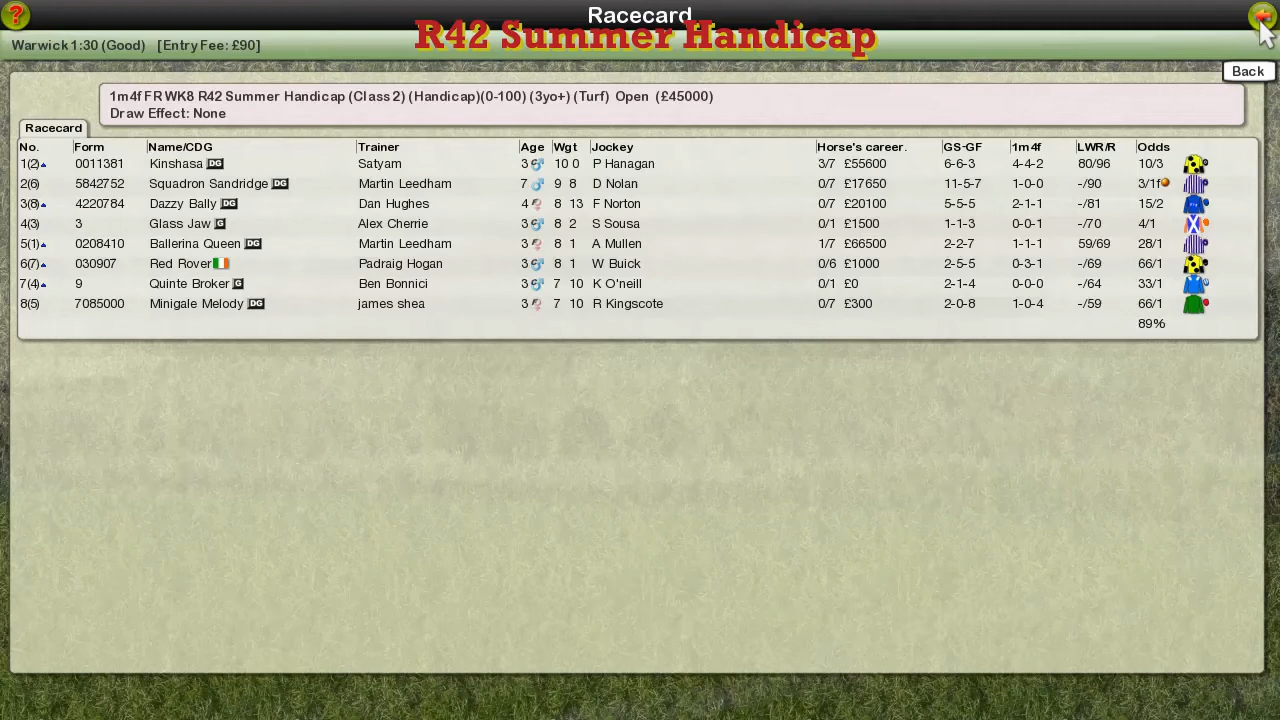 ?
Racecard
R42 Summer Handicap
Warwick 1:30 (Good) [Entry Fee: £90]
Back
1m4f FR WK8 R42 Summer Handicap (Class 2) (Handicap)(0-100) (3yo+) (Turf) Open (£45000)
Draw Effect: None
Racecard
No. Form Name/CDG Trainer Age Wgt Jockey Horse's career. GS-GF 1m4f LWR/R Odds
1(2) 0011381 Kinshasa DG Satyam 3 10 0 P Hanagan 3/7 £55600 6-6-3 4-4-2 80/96 10/3
2(6) 5842752 Squadron Sandridge DG Martin Leedham 7 9 8 D Nolan 0/7 £17650 11-5-7 1-0-0 -/90 3/1f
3(8) 4220784 Dazzy Bally DG Dan Hughes 4 8 13 F Norton 0/7 £20100 5-5-5 2-1-1 -/81 15/2
4(3) 3 Glass Jaw G Alex Cherrie 3 8 2 S Sousa 0/1 £1500 1-1-3 0-0-1 -/70 4/1
5(1) 0208410 Ballerina Queen DG Martin Leedham 3 8 1 A Mullen 1/7 £66500 2-2-7 1-1-1 59/69 28/1
6(7) 030907 Red Rover Padraig Hogan 3 8 1 W Buick 0/6 £1000 2-5-5 0-3-1 -/69 66/1
7(4) 9 Quinte Broker G Ben Bonnici 3 7 10 K O'neill 0/1 £0 2-1-4 0-0-0 -/64 33/1
8(5) 7085000 Minigale Melody DG james shea 3 7 10 R Kingscote 0/7 £300 2-0-8 1-0-4 -/59 66/1
89%